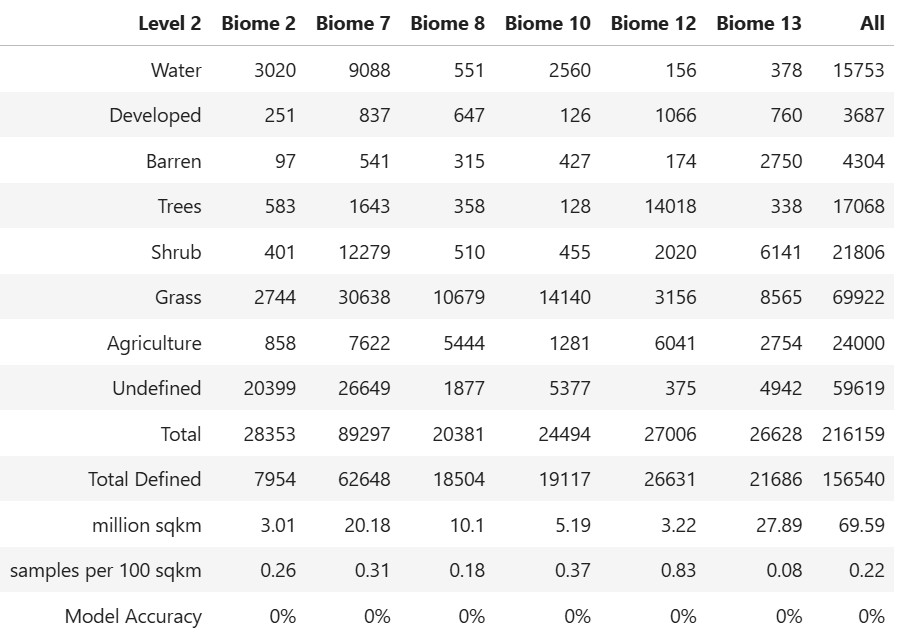 Level 2 Biome 2 Biome 7 Biome 8 Biome 10 Biome 12 Biome 13 All
Water 3020 9088 551 2560 156 378 15753
Developed 251 837 647 126 1066 760 3687
Barren 97 541 315 427 174 2750 4304
Trees 583 1643 358 128 14018 338 17068
Shrub 401 12279 510 455 2020 6141 21806
Grass 2744 30638 10679 14140 3156 8565 69922
Agriculture 858 7622 5444 1281 6041 2754 24000
Undefined 20399 26649 1877 5377 375 4942 59619
Total 28353 89297 20381 24494 27006 26628 216159
Total Defined 7954 62648 18504 19117 26631 21686 156540
million sqkm 3.01 20.18 10.1 5.19 3.22 27.89 69.59
samples per 100 sqkm 0.26 0.31 0.18 0.37 0.83 0.08 0.22
Model Accuracy 0% 0% 0% 0% 0% 0% 0%